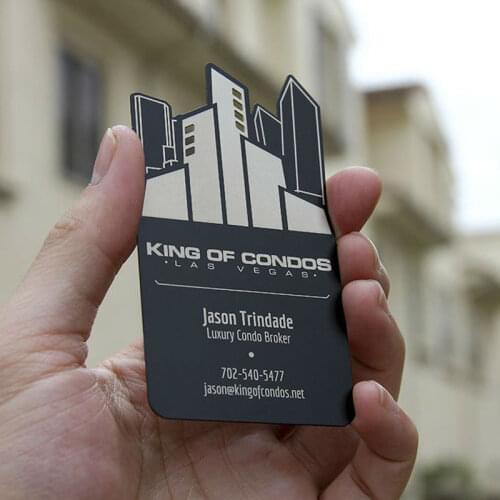 KING OF CONDOS
• LAS VEGAS •
Jason Trindade
Luxury Condo Broker
•
702-540-5477
jason@kingofcondos.net